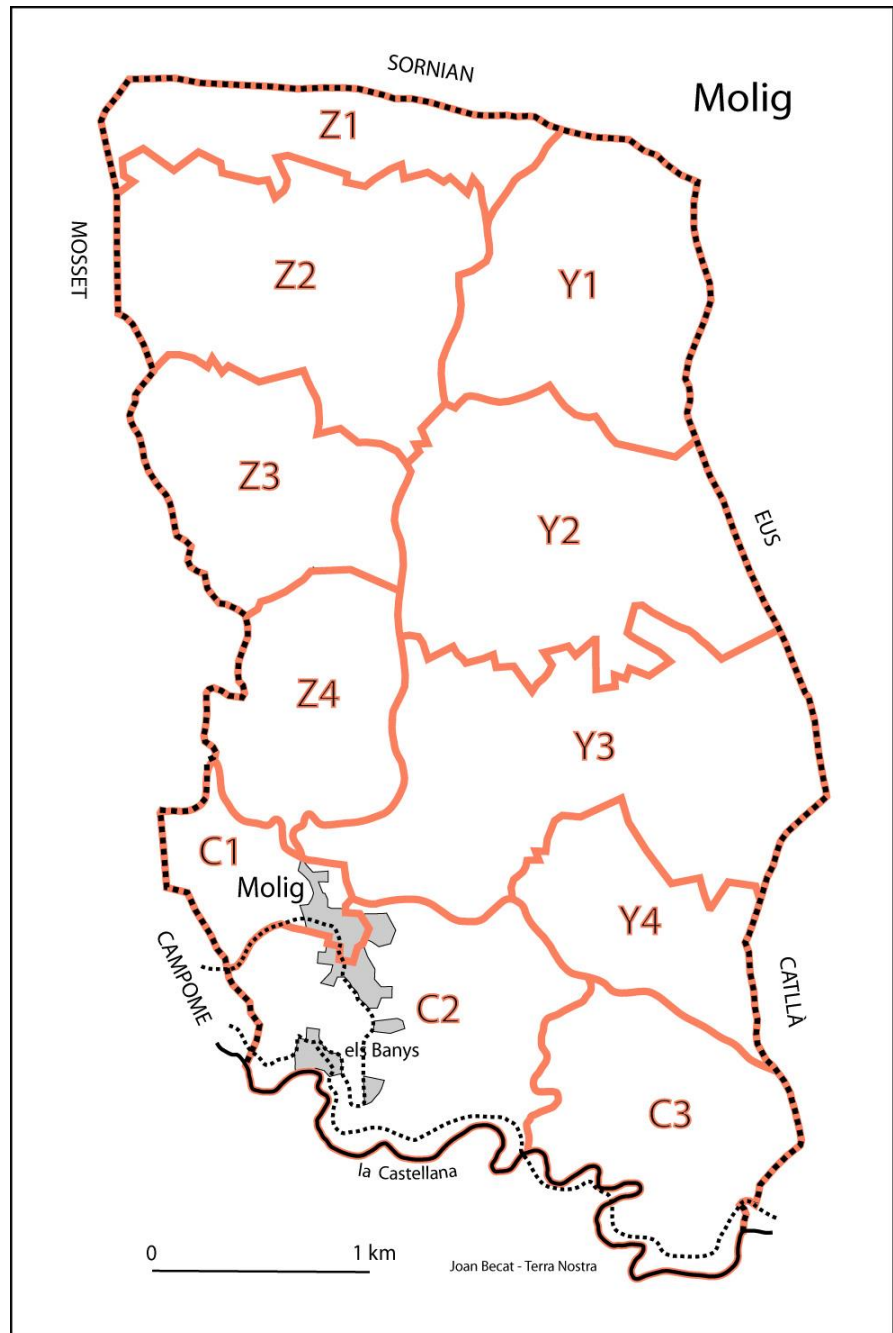 SORNIAN
Molig
Z1
MOSSET
Z2
Y1
Z3
Y2
EUS
Z4
Y3
C1
Molig
Y4
CAMPOME
CATLLÀ
C2
els Banys
C3
la Castellana
0 1 km
Joan Becat - Terra Nostra